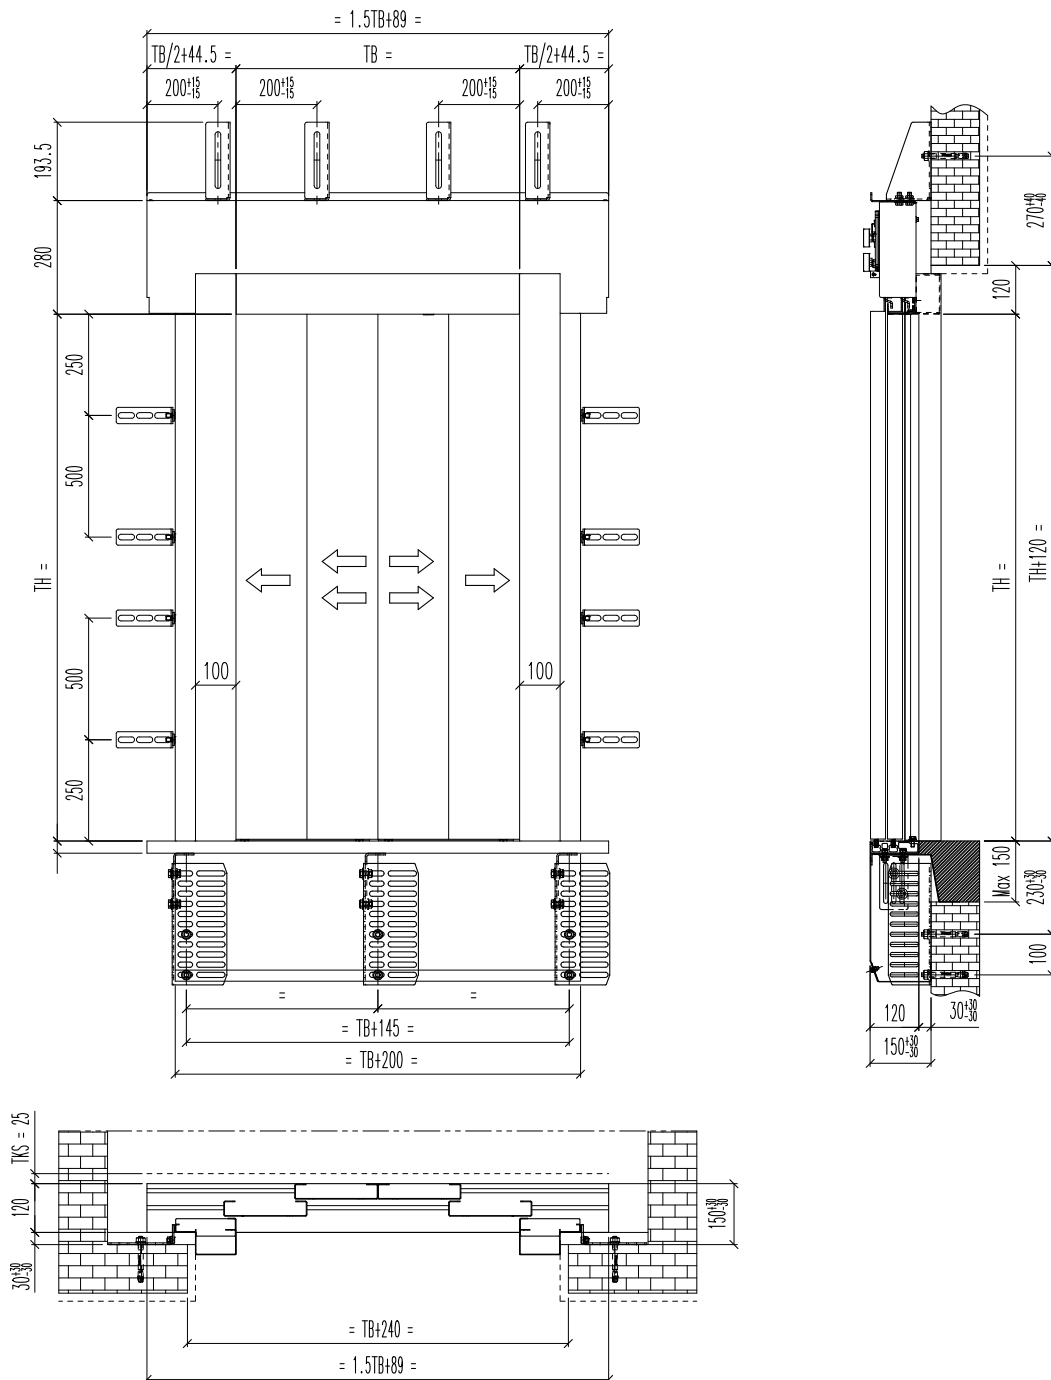 = 1.5TB+89 =
TB/2+44.5 =
TB =
TB/2+44.5 =
200+15-15
200+15-15
200+15-15
200+15-15
193.5
280
250
500
TH =
500
250
100
100
=
=
= TB+145 =
= TB+200 =
270+40-40
120
TH =
TH+120 =
Max 150
230+30-30
100
120
30+30-30
150+30-30
TKS = 25
120
30+30-30
150+30-30
= TB+240 =
= 1.5TB+89 =